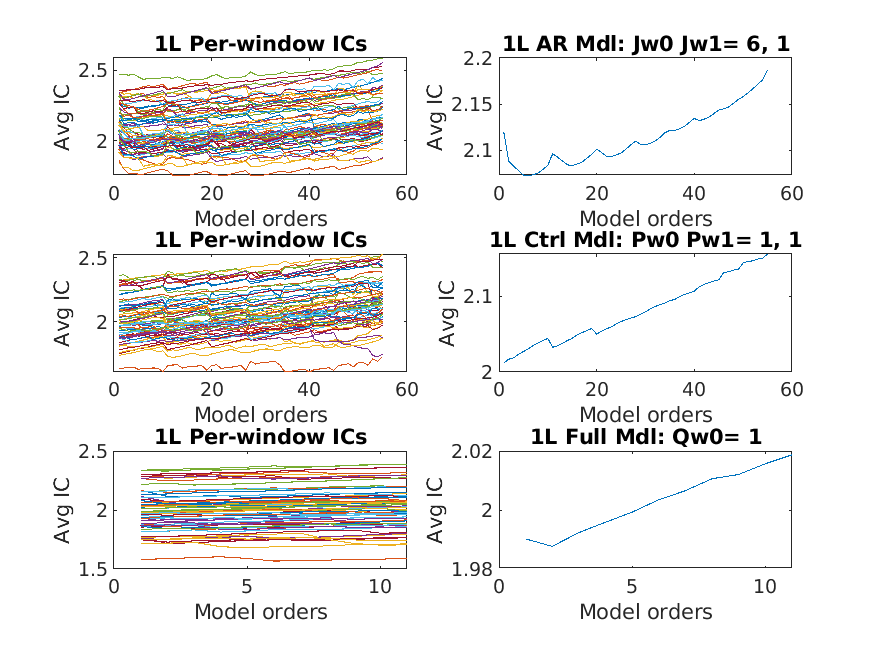 1L Per-window ICs
Avg IC
2.5
2
0 20 40 60
Model orders
1L AR Mdl: Jw0 Jw1= 6, 1
Avg IC
2.2
2.15
2.1
0 20 40 60
Model orders
1L Per-window ICs
Avg IC
2.5
2
0 20 40 60
Model orders
1L Ctrl Mdl: Pw0 Pw1= 1, 1
Avg IC
2.1
2
0 20 40 60
Model orders
1L Per-window ICs
Avg IC
2.5
2
1.5
0 5 10
Model orders
1L Full Mdl: Qw0= 1
Avg IC
2.02
2
1.98
0 5 10
Model orders